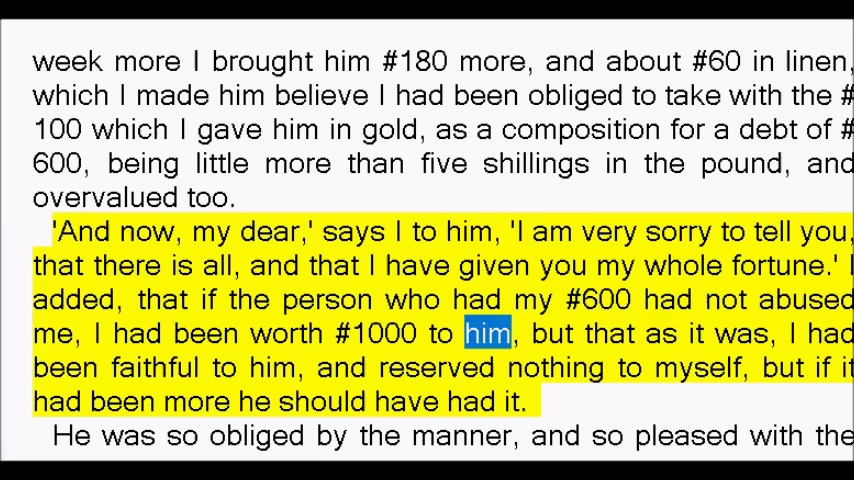 week more I brought him #180 more, and about #60 in linen,
which I made him believe I had been obliged to take with the #
100 which I gave him in gold, as a composition for a debt of #
600, being little more than five shillings in the pound, and
overvalued too.
'And now, my dear,' says I to him, 'I am very sorry to tell you,
that there is all, and that I have given you my whole fortune.' I
added, that if the person who had my #600 had not abused
me, I had been worth #1000 to him, but that as it was, I had
been faithful to him, and reserved nothing to myself, but if it
had been more he should have had it.
He was so obliged by the manner, and so pleased with the